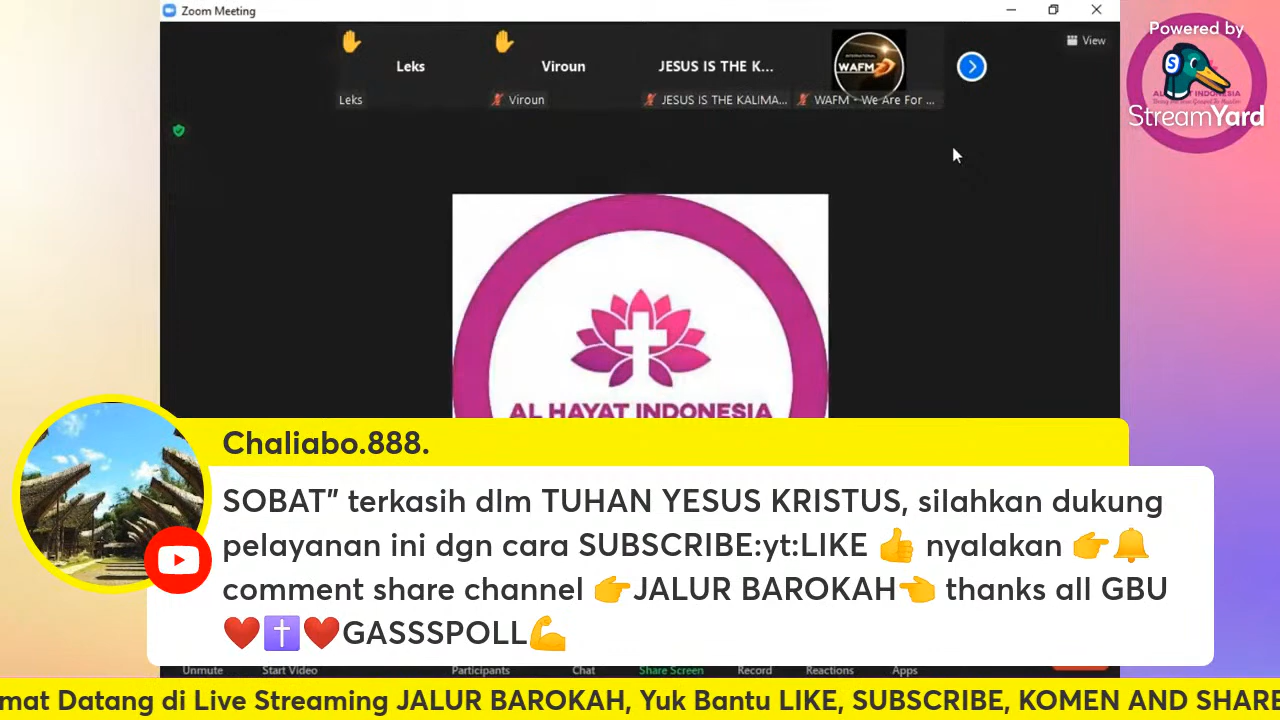 Zoom Meeting
Powered by
StreamYard
View
Leks
Viroun
JESUS IS THE K...
WAFM
Leks
Viroun
JESUS IS THE KALIMA...
WAFM - We Are For ...
AL HAYAT INDONESIA
Chaliabo.888.
SOBAT” terkasih dlm TUHAN YESUS KRISTUS, silahkan dukung
pelayanan ini dgn cara SUBSCRIBE:yt:LIKE 👍 nyalakan 👉🔔
comment share channel 👉JALUR BAROKAH👈 thanks all GBU
❤️✝️❤️GASSSPOLL💪
Unmute
Start Video
Participants
Chat
Share Screen
Record
Reactions
Apps
mat Datang di Live Streaming JALUR BAROKAH, Yuk Bantu LIKE, SUBSCRIBE, KOMEN AND SHARE